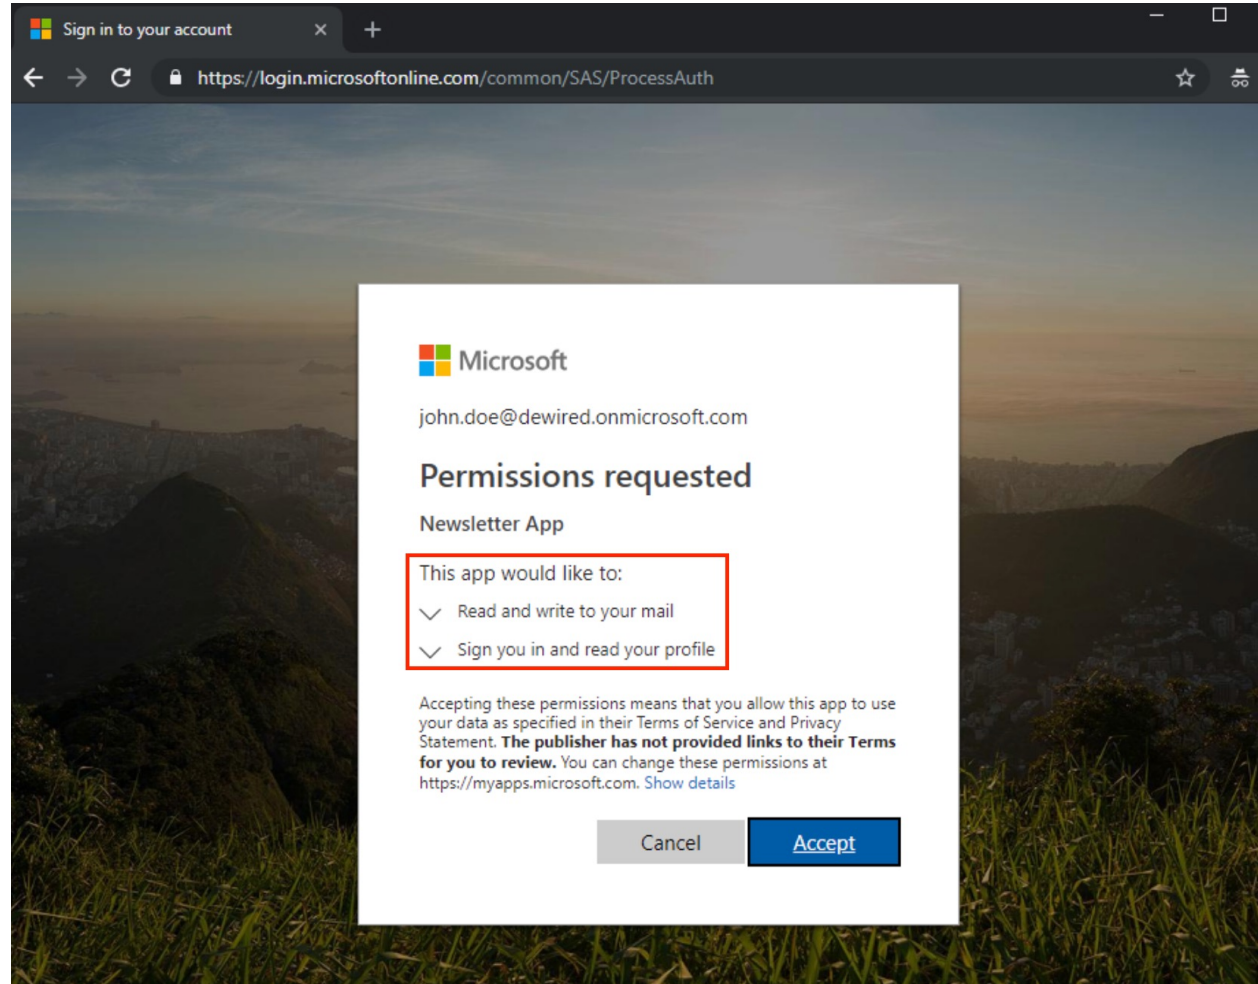 Sign in to your account
https://login.microsoftonline.com/common/SAS/ProcessAuth
Microsoft
john.doe@dewired.onmicrosoft.com
Permissions requested
Newsletter App
This app would like to:
Read and write to your mail
Sign you in and read your profile
Accepting these permissions means that you allow this app to use
your data as specified in their Terms of Service and Privacy
Statement. The publisher has not provided links to their Terms
for you to review. You can change these permissions at
https://myapps.microsoft.com. Show details
Cancel Accept